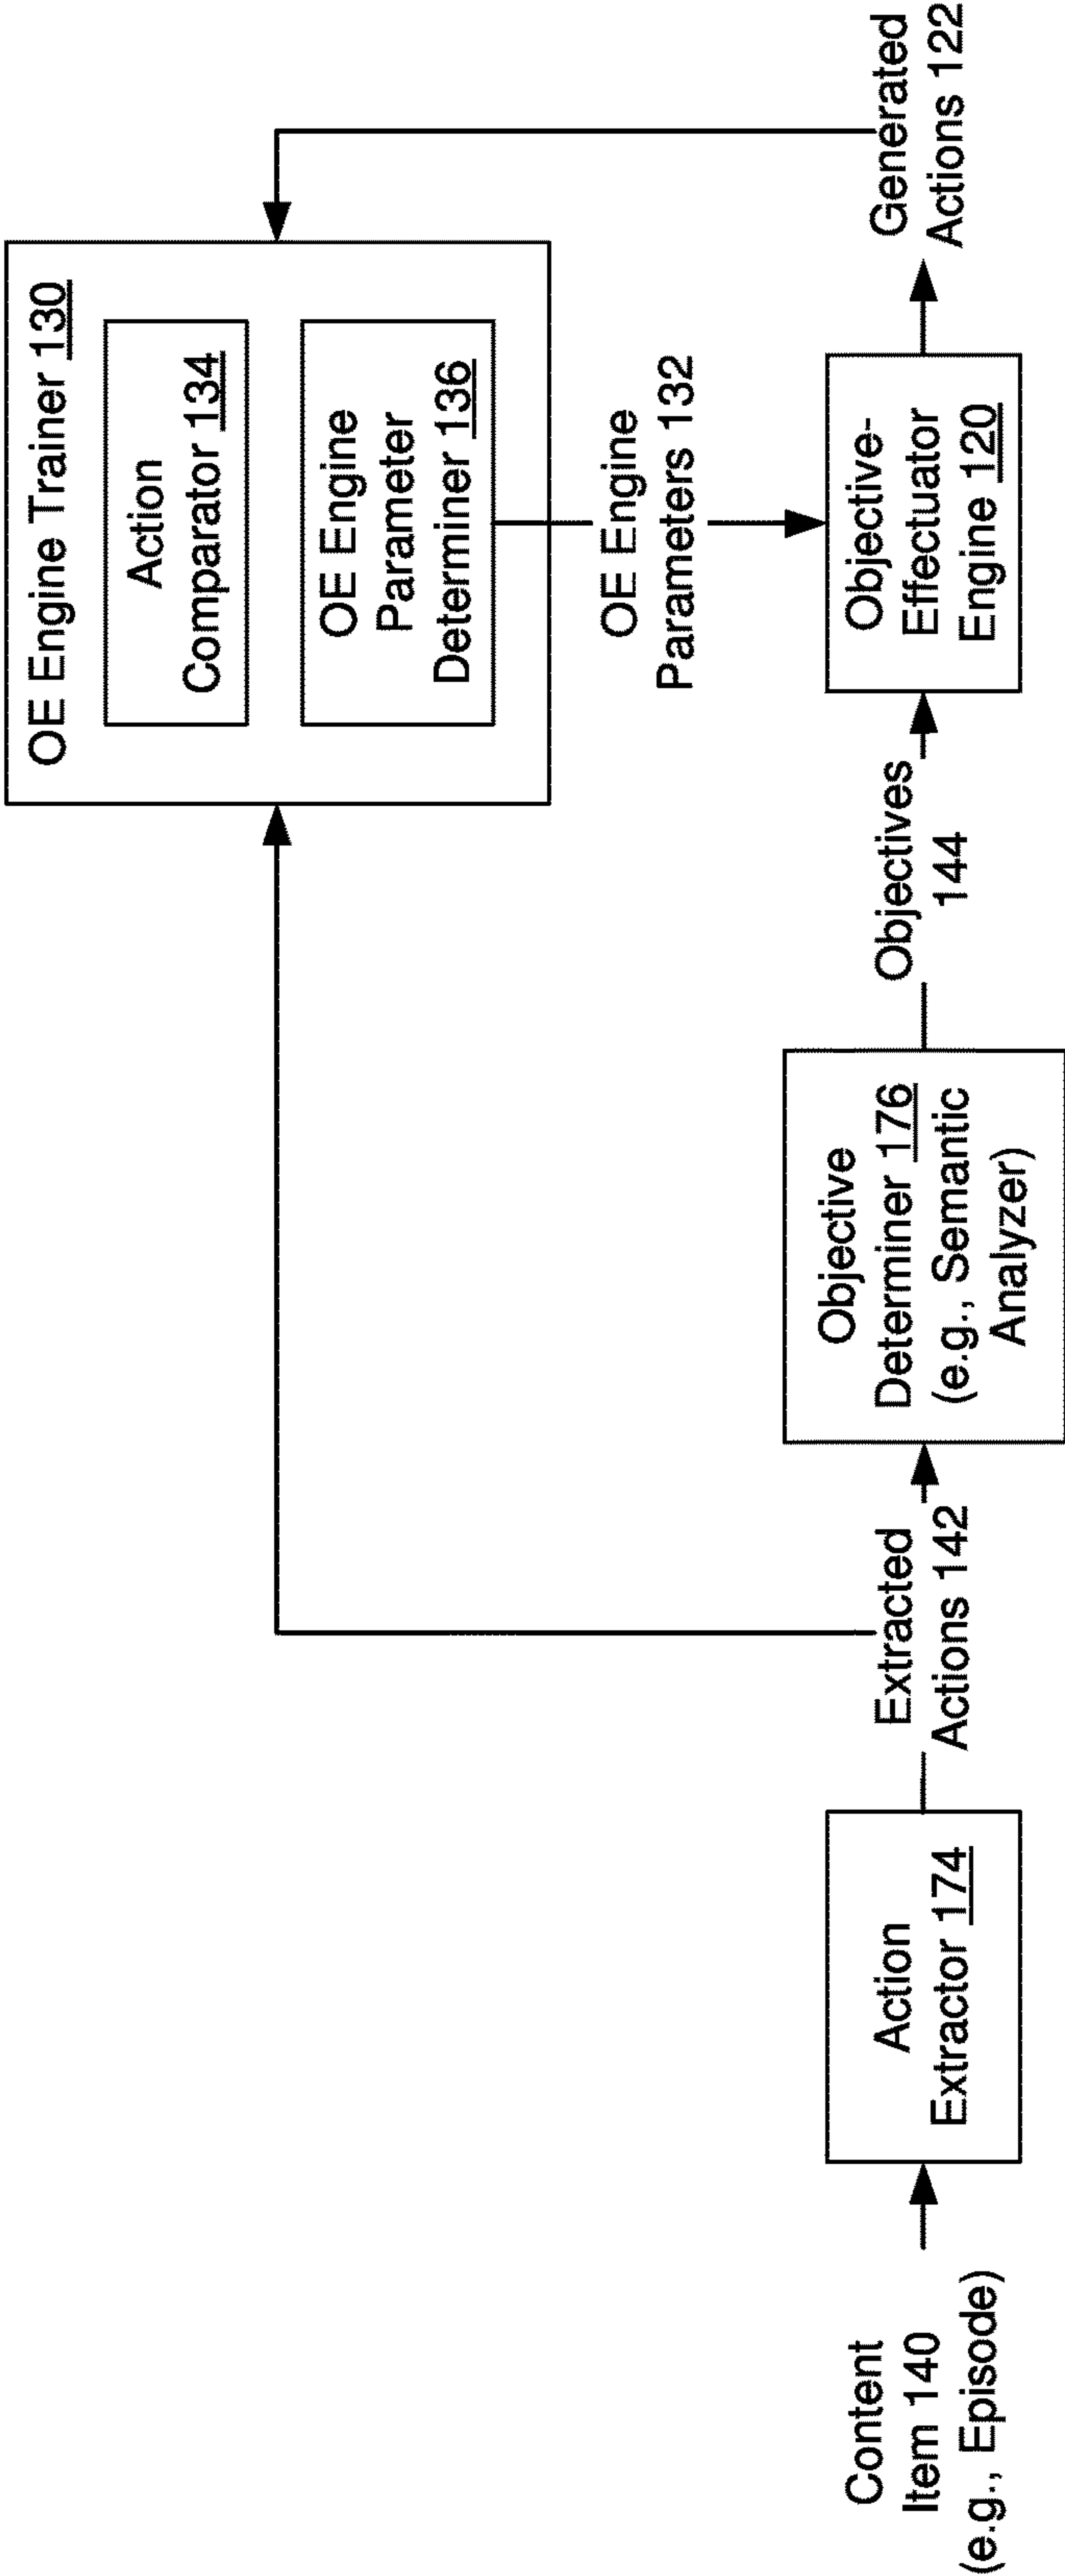 OE Engine Trainer 130
Action
Comparator 134
OE Engine
Parameter
Determiner 136
OE Engine
Parameters 132
Content
Item 140
(e.g., Episode)
Action
Extractor 174
Extracted
Actions 142
Objective
Determiner 176
(e.g., Semantic
Analyzer)
Objectives
144
Objective-
Effectuator
Engine 120
Generated
Actions 122